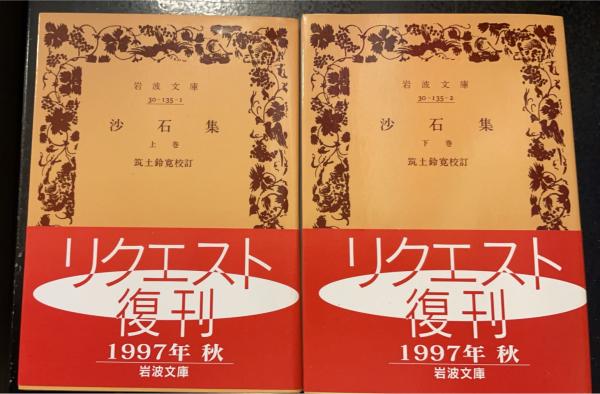 岩波文庫
30-135-1
沙石集
上巻
筑土鈴寛校訂
リクエスト
復刊
1997年 秋
岩波文庫
岩波文庫
30-135-2
沙石集
下巻
筑土鈴寛校訂
リクエスト
復刊
1997年 秋
岩波文庫